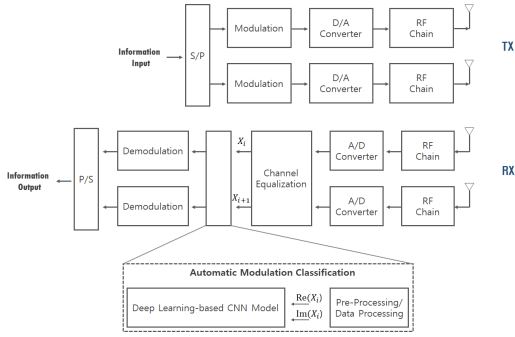 Information
Input
S/P
Modulation
D/A
Converter
RF
Chain
Modulation
D/A
Converter
RF
Chain
TX
Information
Output
P/S
Demodulation
Demodulation
X_i
X_{i+1}
Channel
Equalization
A/D
Converter
RF
Chain
A/D
Converter
RF
Chain
RX
Automatic Modulation Classification
Deep Learning-based CNN Model
Re(X_i)
Im(X_i)
Pre-Processing/
Data Processing